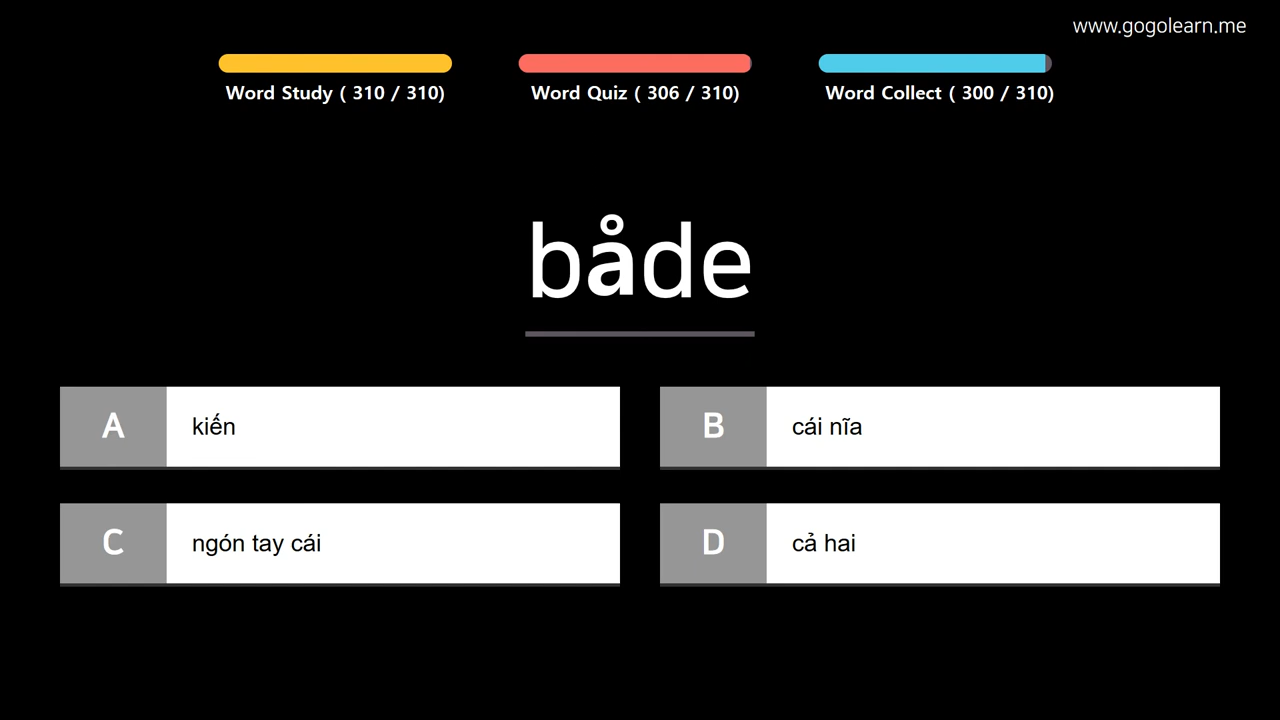 www.gogolearn.me
Word Study ( 310 / 310)
Word Quiz ( 306 / 310)
Word Collect ( 300 / 310)
både
A kiến
B cái nĩa
C ngón tay cái
D cả hai